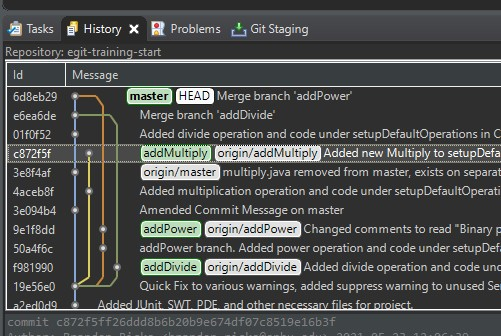 Tasks History Problems Git Staging
Repository: egit-training-start
Id Message
6d8eb29 master HEAD Merge branch 'addPower'
e6ea6de Merge branch 'addDivide'
01f0f52 Added divide operation and code under setupDefaultOperations in C
c872f5f addMultiply origin/addMultiply Added new Multiply to setupDefa
3e8f4af origin/master multiply.java removed from master, exists on separat
4aceb8f Added multiplication operation and code under setupDefaultOperati
3e094b4 Amended Commit Message on master
9e1f8dd addPower origin/addPower Changed comments to read "Binary p
50a4f6c addPower branch. Added power operation and code under setupDefa
f981990 addDivide origin/addDivide Added divide operation and code und
19e56e0 Quick Fix to various warnings, added suppress warning to unused Se
a2ed0d9 Added JUnit, SWT, PDE, and other necessary files for project.
commit c872f5ff26ddd8b6b20b9e674df07c8519e16b3f